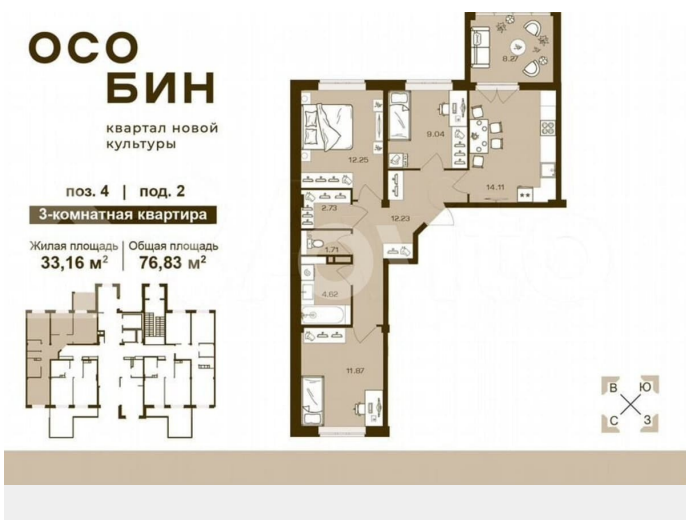 ОСО
БИН
квартал новой
культуры
поз. 4 | под. 2
3-комнатная квартира
Жилая площадь
33,16 м²
Общая площадь
76,83 м²
8.27
9.04
12.25
14.11
2.73
12.23
1.71
4.62
11.87
В Ю
С З